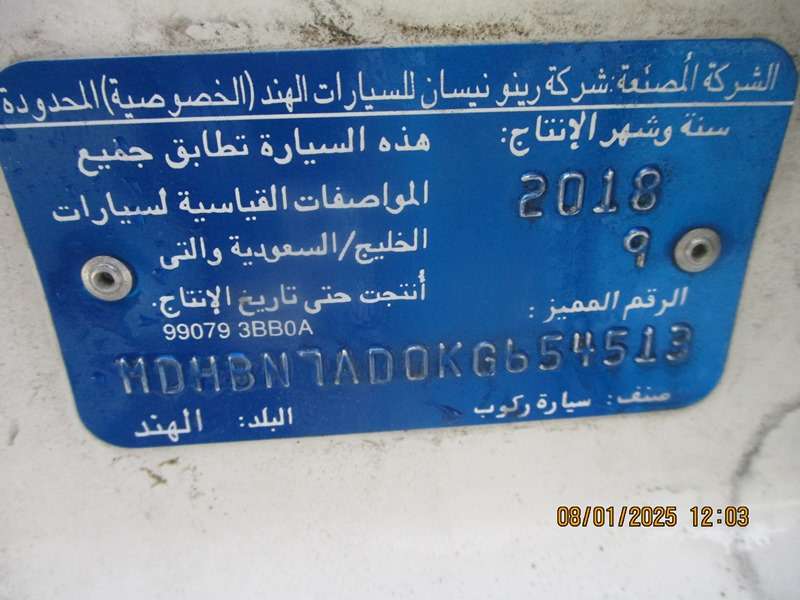 الشركة المُصنعة: شركة رينو نيسان للسيارات الهند (الخصوصية) المحدودة
سنة وشهر الإنتاج:
2018
9
هذه السيارة تطابق جميع
المواصفات القياسية لسيارات
الخليج/السعودية والتى
أُنتجت حتى تاريخ الإنتاج.
99079 3BB0A
الرقم المميز:
MDHBN7AD0KG654513
صنف: سيارة ركوب
البلد: الهند
08/01/2025 12:03